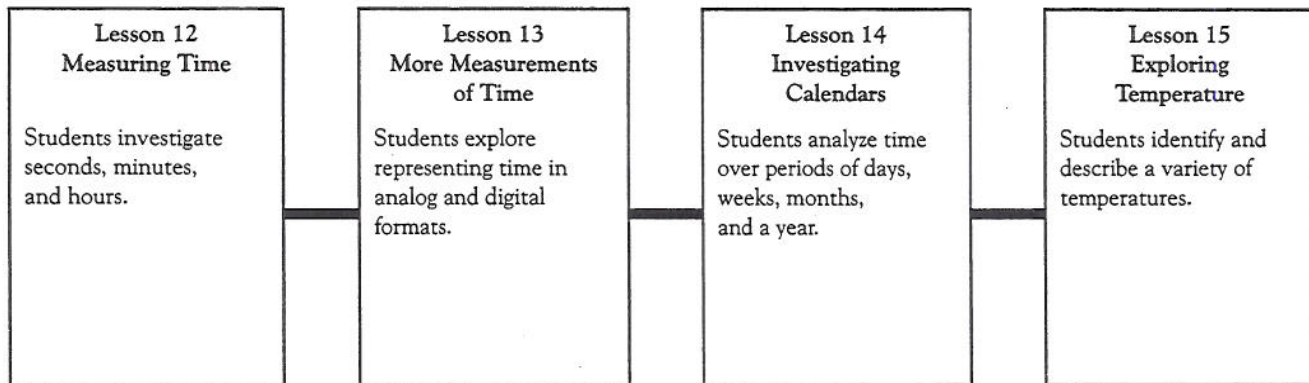 Lesson 12
Measuring Time
Students investigate
seconds, minutes,
and hours.
Lesson 13
More Measurements
of Time
Students explore
representing time in
analog and digital
formats.
Lesson 14
Investigating
Calendars
Students analyze time
over periods of days,
weeks, months,
and a year.
Lesson 15
Exploring
Temperature
Students identify and
describe a variety of
temperatures.